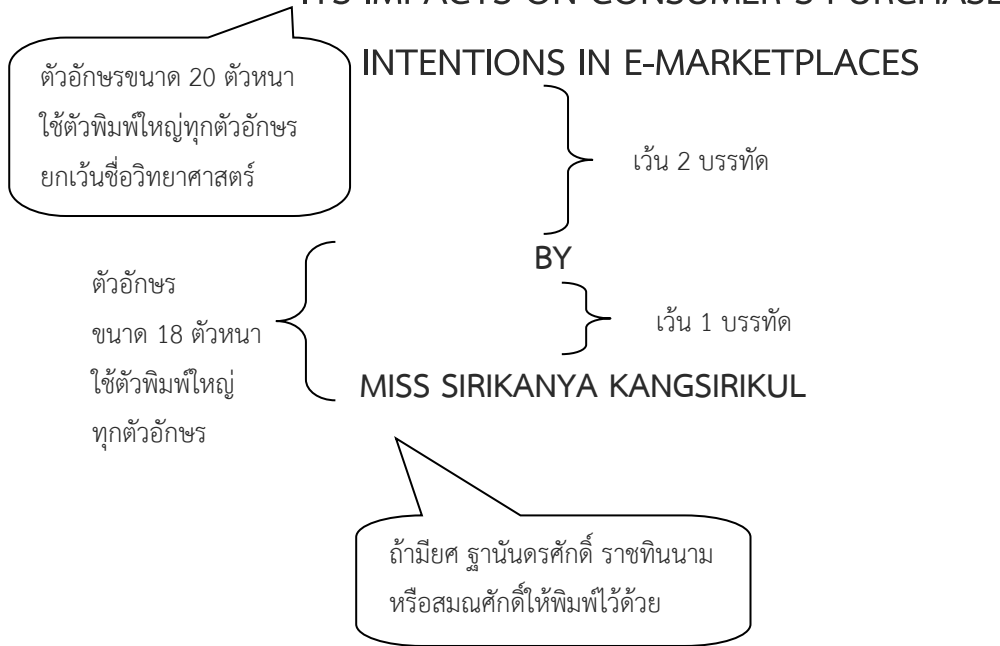 ITS IMPACTS ON CONSUMER'S PURCHASE
INTENTIONS IN E-MARKETPLACES
ตัวอักษรขนาด 20 ตัวหนา
ใช้ตัวพิมพ์ใหญ่ทุกตัวอักษร
ยกเว้นชื่อวิทยาศาสตร์
เว้น 2 บรรทัด
BY
ตัวอักษร
ขนาด 18 ตัวหนา
ใช้ตัวพิมพ์ใหญ่
ทุกตัวอักษร
เว้น 1 บรรทัด
MISS SIRIKANYA KANGSIRIKUL
ถ้ามียศ ฐานันดรศักดิ์ ราชทินนาม
หรือสมณศักดิ์ให้พิมพ์ไว้ด้วย